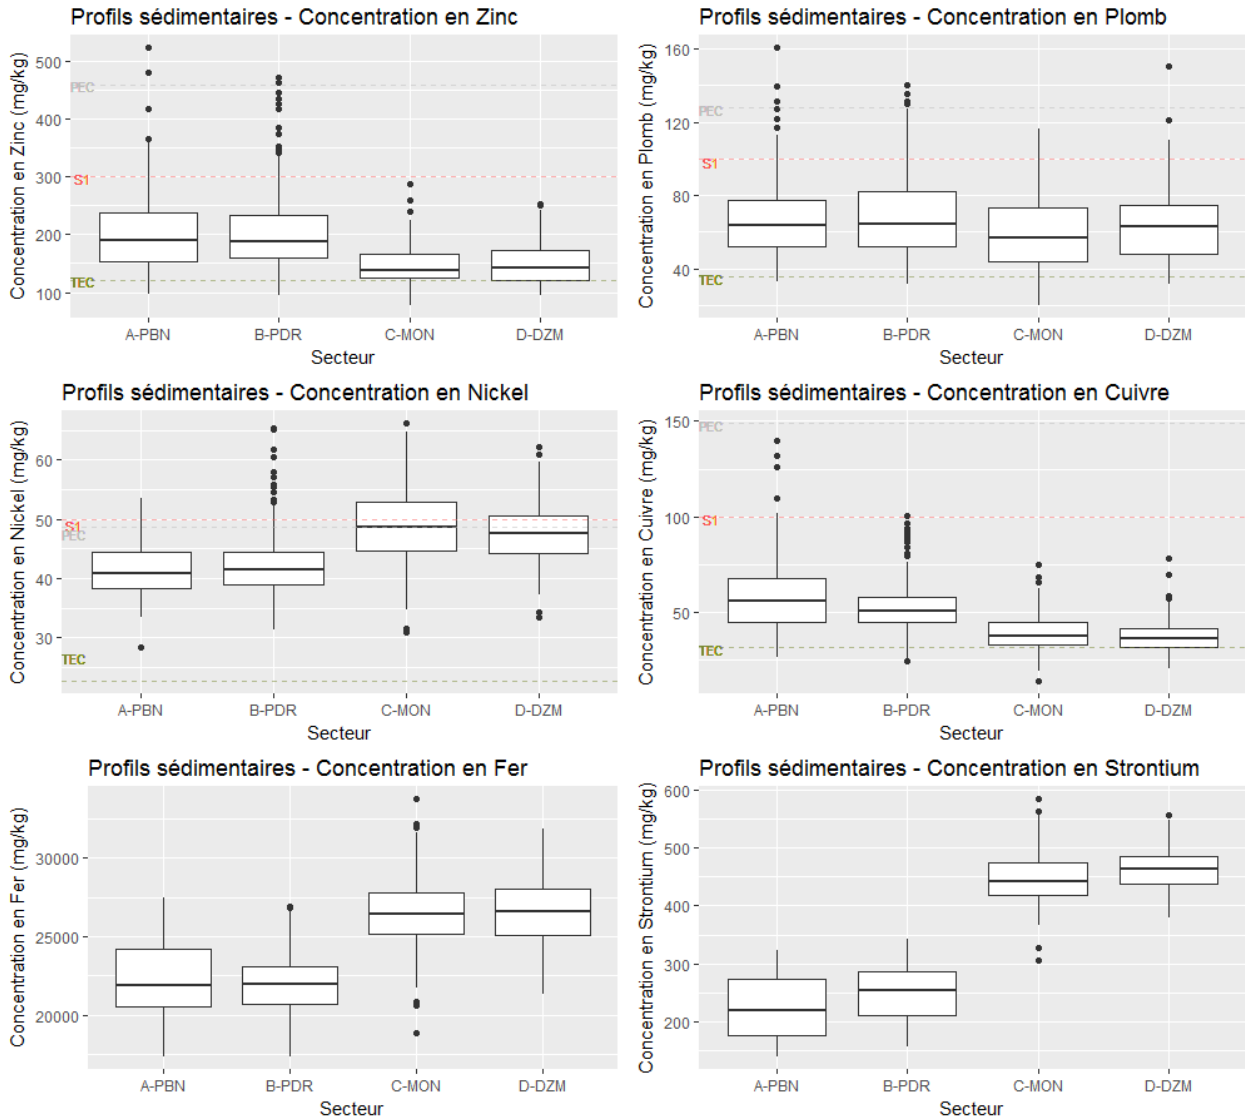 Profils sédimentaires - Concentration en Zinc
Concentration en Zinc (mg/kg)
500
400
300
200
100
PEC
S1
TEC
A-PBN B-PDR C-MON D-DZM
Secteur
Profils sédimentaires - Concentration en Plomb
Concentration en Plomb (mg/kg)
160
120
80
40
PEC
S1
TEC
A-PBN B-PDR C-MON D-DZM
Secteur
Profils sédimentaires - Concentration en Nickel
Concentration en Nickel (mg/kg)
60
50
40
30
S1
PEC
TEC
A-PBN B-PDR C-MON D-DZM
Secteur
Profils sédimentaires - Concentration en Cuivre
Concentration en Cuivre (mg/kg)
150
100
50
PEC
S1
TEC
A-PBN B-PDR C-MON D-DZM
Secteur
Profils sédimentaires - Concentration en Fer
Concentration en Fer (mg/kg)
30000
25000
20000
A-PBN B-PDR C-MON D-DZM
Secteur
Profils sédimentaires - Concentration en Strontium
Concentration en Strontium (mg/kg)
600
500
400
300
200
A-PBN B-PDR C-MON D-DZM
Secteur